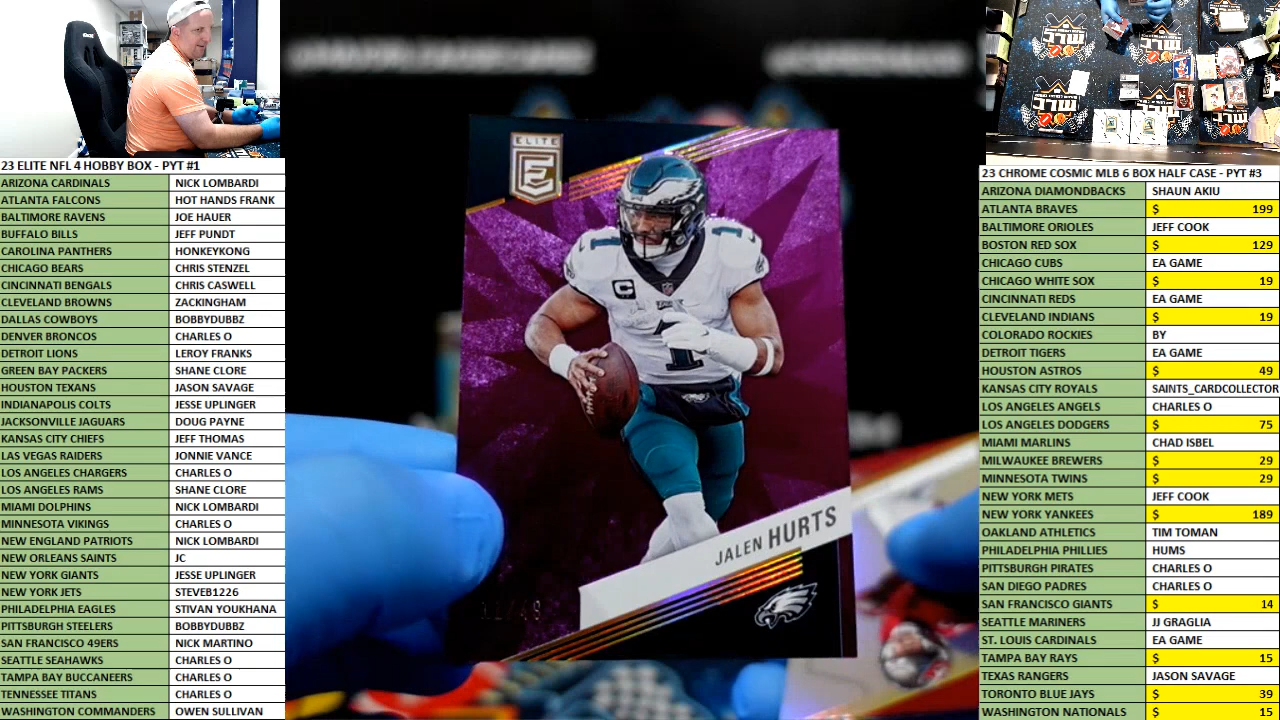 23 ELITE NFL 4 HOBBY BOX - PYT #1
ARIZONA CARDINALS NICK LOMBARDI
ATLANTA FALCONS HOT HANDS FRANK
BALTIMORE RAVENS JOE HAUER
BUFFALO BILLS JEFF PUNDT
CAROLINA PANTHERS HONKEYKONG
CHICAGO BEARS CHRIS STENZEL
CINCINNATI BENGALS CHRIS CASWELL
CLEVELAND BROWNS ZACKINGHAM
DALLAS COWBOYS BOBBYDUBBZ
DENVER BRONCOS CHARLES O
DETROIT LIONS LEROY FRANKS
GREEN BAY PACKERS SHANE CLORE
HOUSTON TEXANS JASON SAVAGE
INDIANAPOLIS COLTS JESSE UPLINGER
JACKSONVILLE JAGUARS DOUG PAYNE
KANSAS CITY CHIEFS JEFF THOMAS
LAS VEGAS RAIDERS JONNIE VANCE
LOS ANGELES CHARGERS CHARLES O
LOS ANGELES RAMS SHANE CLORE
MIAMI DOLPHINS NICK LOMBARDI
MINNESOTA VIKINGS CHARLES O
NEW ENGLAND PATRIOTS NICK LOMBARDI
NEW ORLEANS SAINTS JC
NEW YORK GIANTS JESSE UPLINGER
NEW YORK JETS STEVEB1226
PHILADELPHIA EAGLES STIVAN YOUKHANA
PITTSBURGH STEELERS BOBBYDUBBZ
SAN FRANCISCO 49ERS NICK MARTINO
SEATTLE SEAHAWKS CHARLES O
TAMPA BAY BUCCANEERS CHARLES O
TENNESSEE TITANS CHARLES O
WASHINGTON COMMANDERS OWEN SULLIVAN
ELITE
E
1 1
C
1
JALEN HURTS
23 CHROME COSMIC MLB 6 BOX HALF CASE - PYT #3
ARIZONA DIAMONDBACKS SHAUN AKIU
ATLANTA BRAVES $ 199
BALTIMORE ORIOLES JEFF COOK
BOSTON RED SOX $ 129
CHICAGO CUBS EA GAME
CHICAGO WHITE SOX $ 19
CINCINNATI REDS EA GAME
CLEVELAND INDIANS $ 19
COLORADO ROCKIES BY
DETROIT TIGERS EA GAME
HOUSTON ASTROS $ 49
KANSAS CITY ROYALS SAINTS_CARDCOLLECTOR
LOS ANGELES ANGELS CHARLES O
LOS ANGELES DODGERS $ 75
MIAMI MARLINS CHAD ISBEL
MILWAUKEE BREWERS $ 29
MINNESOTA TWINS $ 29
NEW YORK METS JEFF COOK
NEW YORK YANKEES $ 189
OAKLAND ATHLETICS TIM TOMAN
PHILADELPHIA PHILLIES HUMS
PITTSBURGH PIRATES CHARLES O
SAN DIEGO PADRES CHARLES O
SAN FRANCISCO GIANTS $ 14
SEATTLE MARINERS JJ GRAGLIA
ST. LOUIS CARDINALS EA GAME
TAMPA BAY RAYS $ 15
TEXAS RANGERS JASON SAVAGE
TORONTO BLUE JAYS $ 39
WASHINGTON NATIONALS $ 15